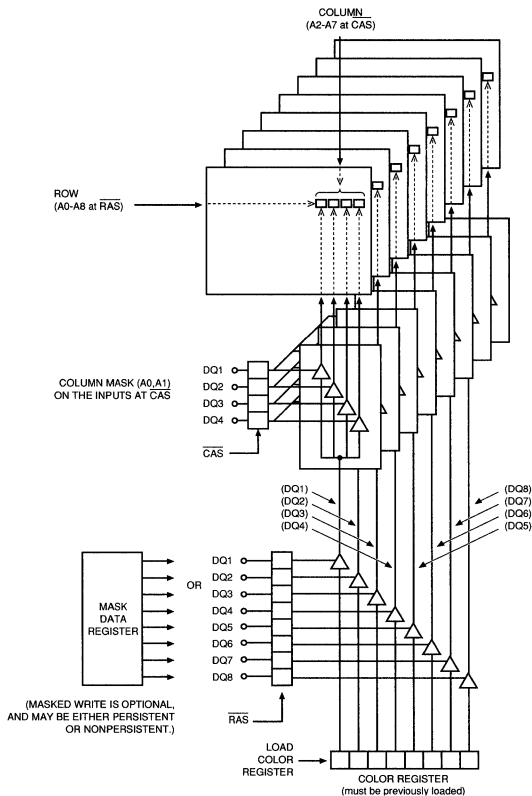 COLUMN
(A2-A7 at CAS)
ROW
(A0-A8 at RAS)
COLUMN MASK (A0,A1)
ON THE INPUTS AT CAS
DQ1
DQ2
DQ3
DQ4
CAS
(DQ1)
(DQ2)
(DQ3)
(DQ4)
(DQ8)
(DQ7)
(DQ6)
(DQ5)
MASK
DATA
REGISTER
OR
DQ1
DQ2
DQ3
DQ4
DQ5
DQ6
DQ7
DQ8
RAS
(MASKED WRITE IS OPTIONAL,
AND MAY BE EITHER PERSISTENT
OR NONPERSISTENT.)
LOAD
COLOR
REGISTER
COLOR REGISTER
(must be previously loaded)